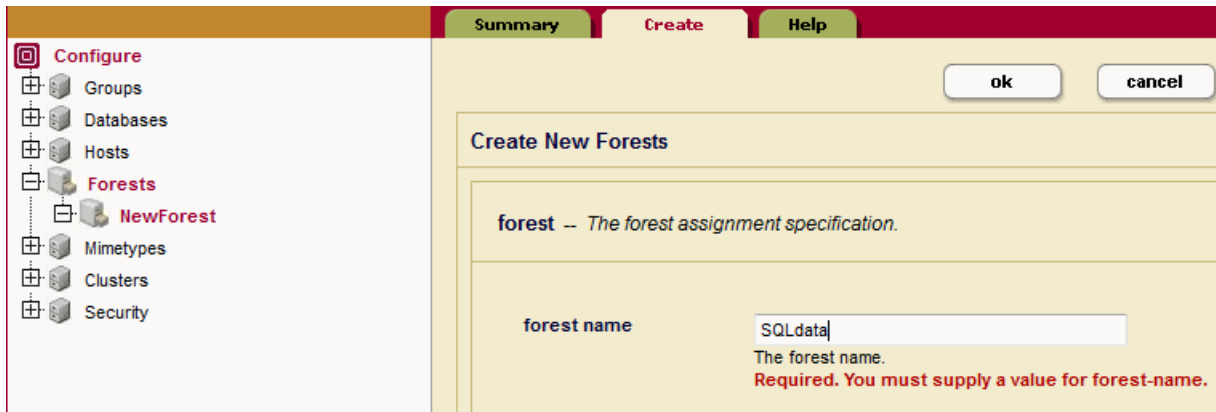 Summary
Create
Help
Configure
Groups
Databases
Hosts
Forests
NewForest
Mimetypes
Clusters
Security
ok
cancel
Create New Forests
forest -- The forest assignment specification.
forest name
SQLdata
The forest name.
Required. You must supply a value for forest-name.